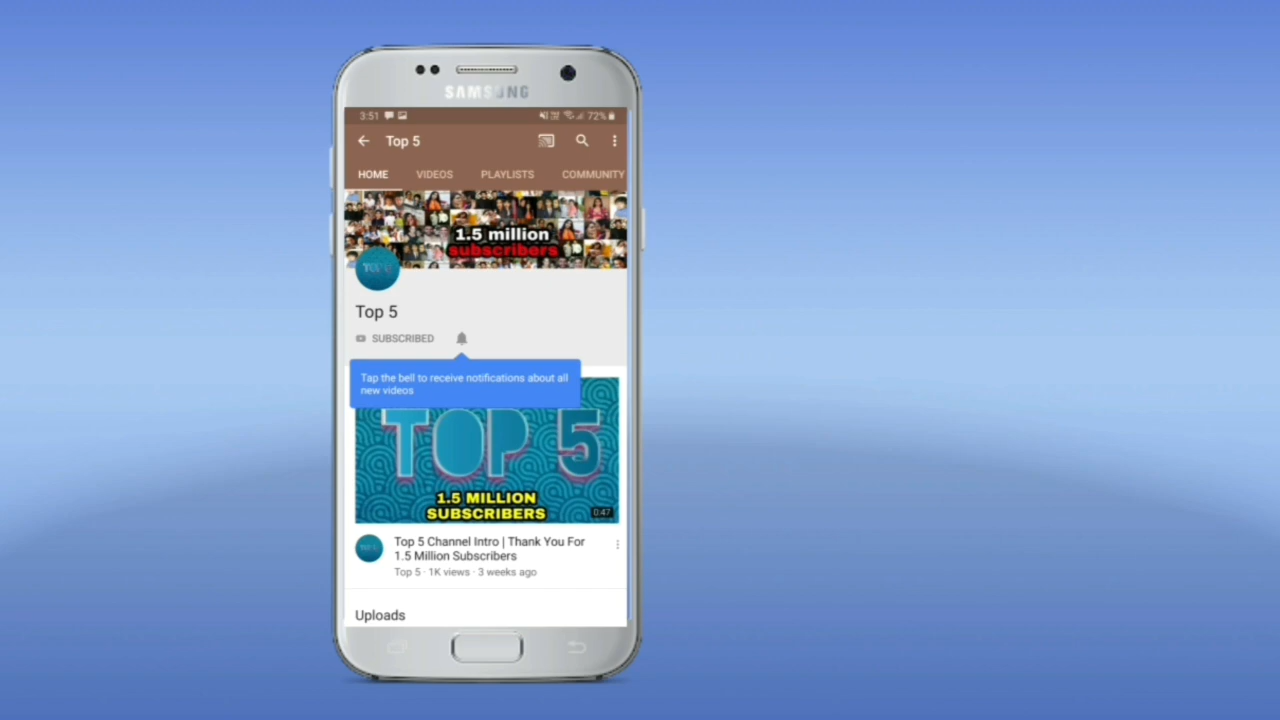 SAMSUNG
3:51 72%
Top 5
HOME VIDEOS PLAYLISTS COMMUNITY
1.5 million
subscribers
TOP 5
Top 5
SUBSCRIBED
Tap the bell to receive notifications about all
new videos
TOP 5
1.5 MILLION
SUBSCRIBERS
0:47
Top 5 Channel Intro | Thank You For
1.5 Million Subscribers
Top 5 · 1K views · 3 weeks ago
Uploads